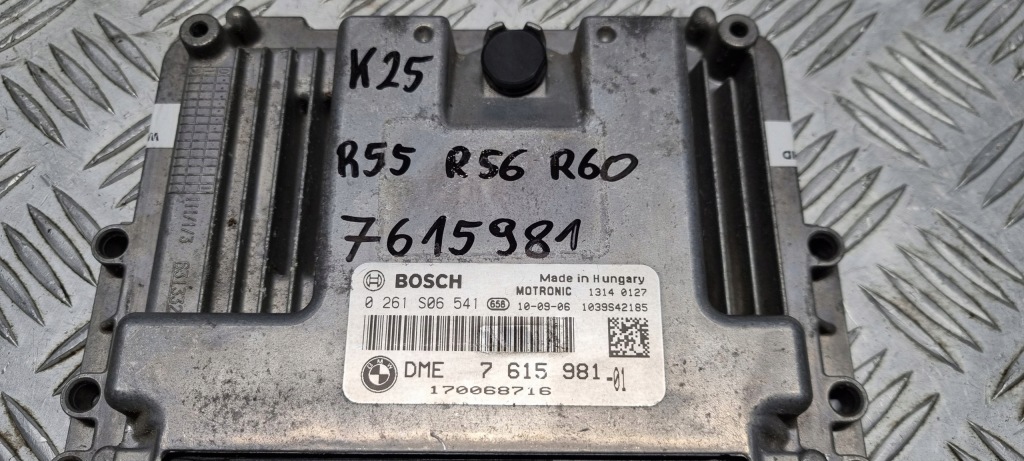 K25
R55 R56 R60
7615981
BOSCH
Made in Hungary
MOTRONIC 1314 0127
0 261 S06 541 658 10-09-06 1039S42185
DME 7 615 981-01
170068716